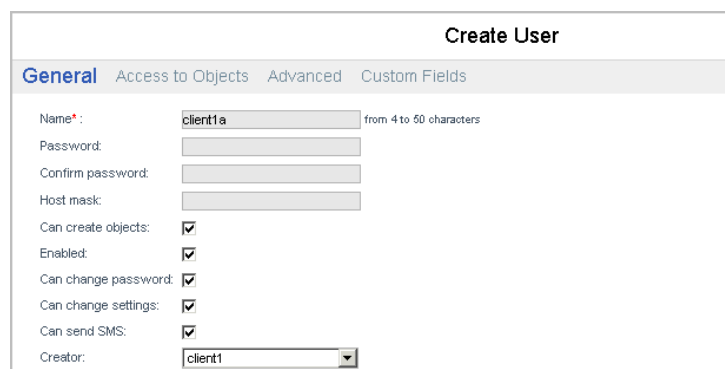 Create User
General Access to Objects Advanced Custom Fields
Name*: client1a from 4 to 50 characters
Password:
Confirm password:
Host mask:
Can create objects:
Enabled:
Can change password:
Can change settings:
Can send SMS:
Creator: client1